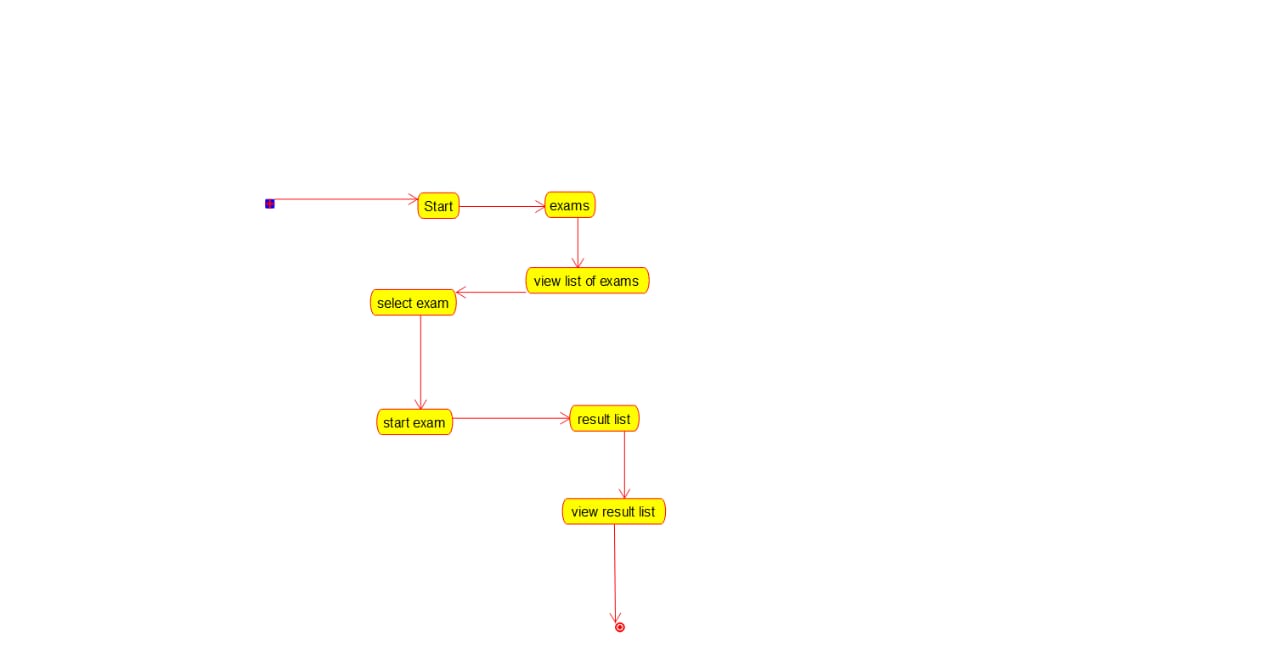 Start
exams
view list of exams
select exam
start exam
result list
view result list